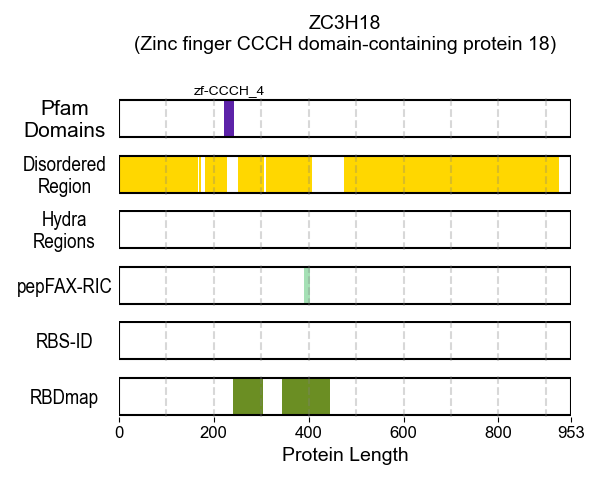 ZC3H18
(Zinc finger CCCH domain-containing protein 18)
zf-CCCH_4
Pfam
Domains
Disordered
Region
Hydra
Regions
pepFAX-RIC
RBS-ID
RBDmap
0 200 400 600 800 953
Protein Length